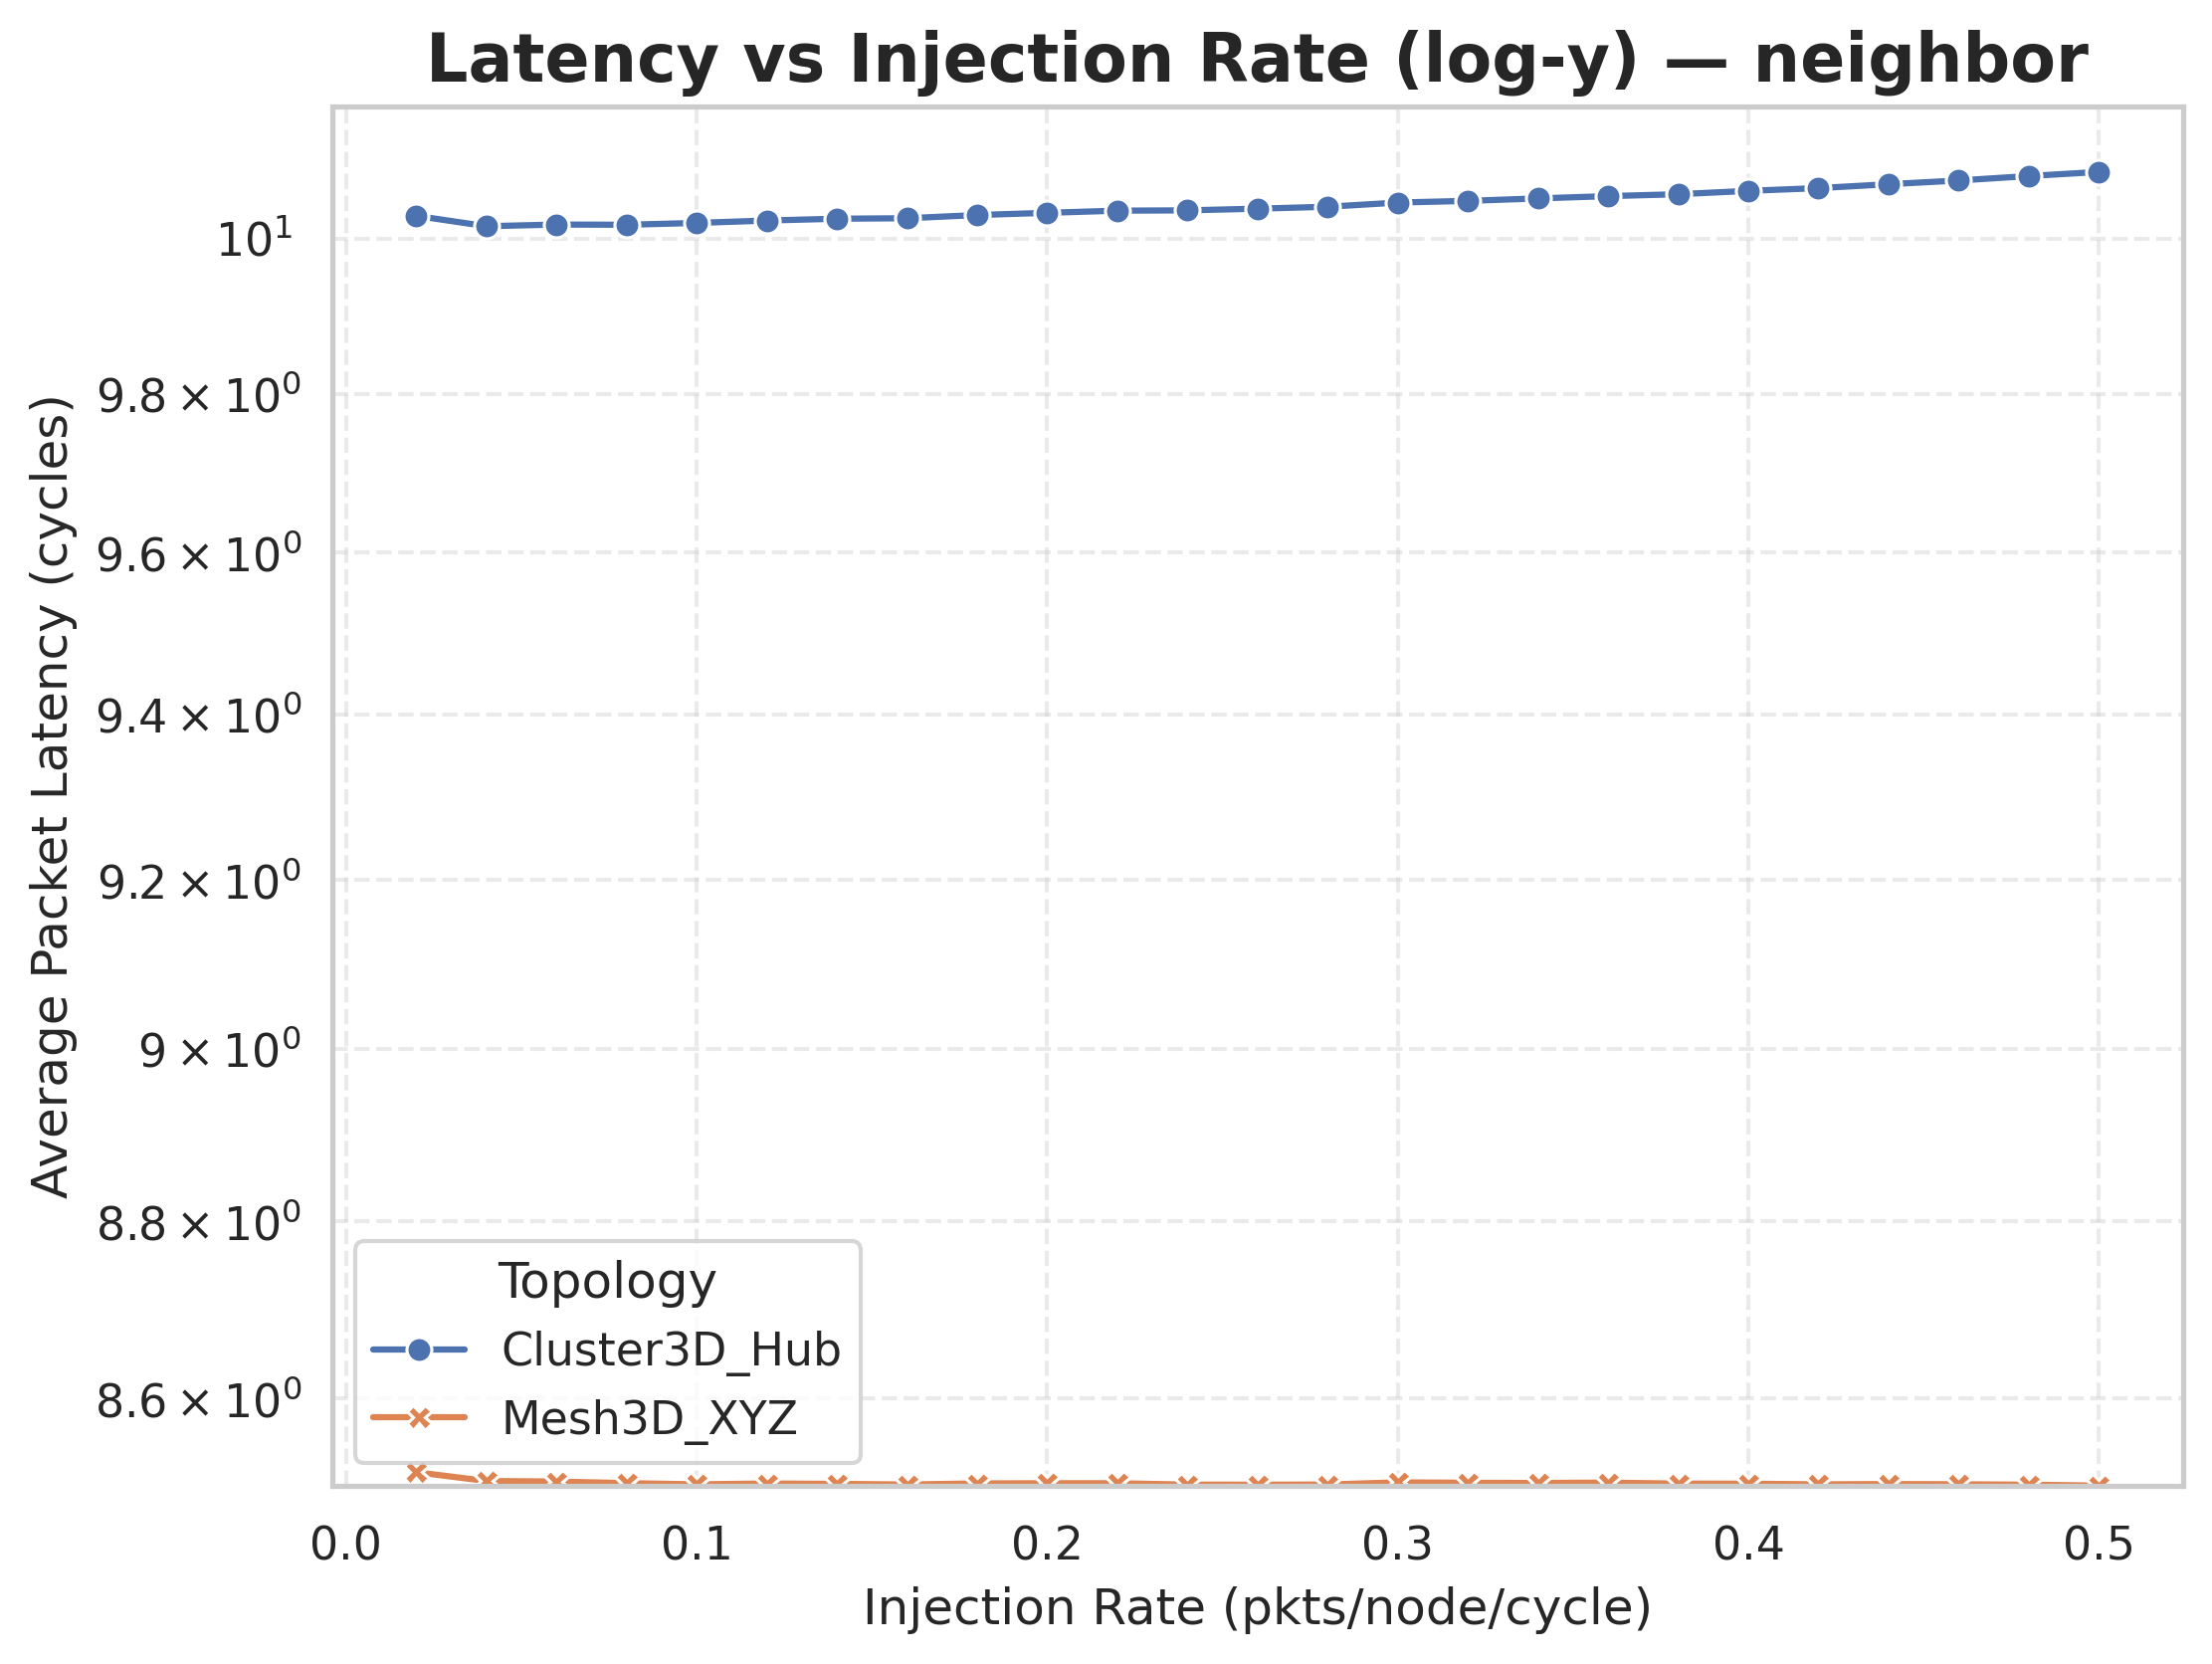 Latency vs Injection Rate (log-y) — neighbor
Average Packet Latency (cycles)
10¹
9.8 × 10⁰
9.6 × 10⁰
9.4 × 10⁰
9.2 × 10⁰
9 × 10⁰
8.8 × 10⁰
8.6 × 10⁰
Topology
Cluster3D_Hub
Mesh3D_XYZ
0.0 0.1 0.2 0.3 0.4 0.5
Injection Rate (pkts/node/cycle)